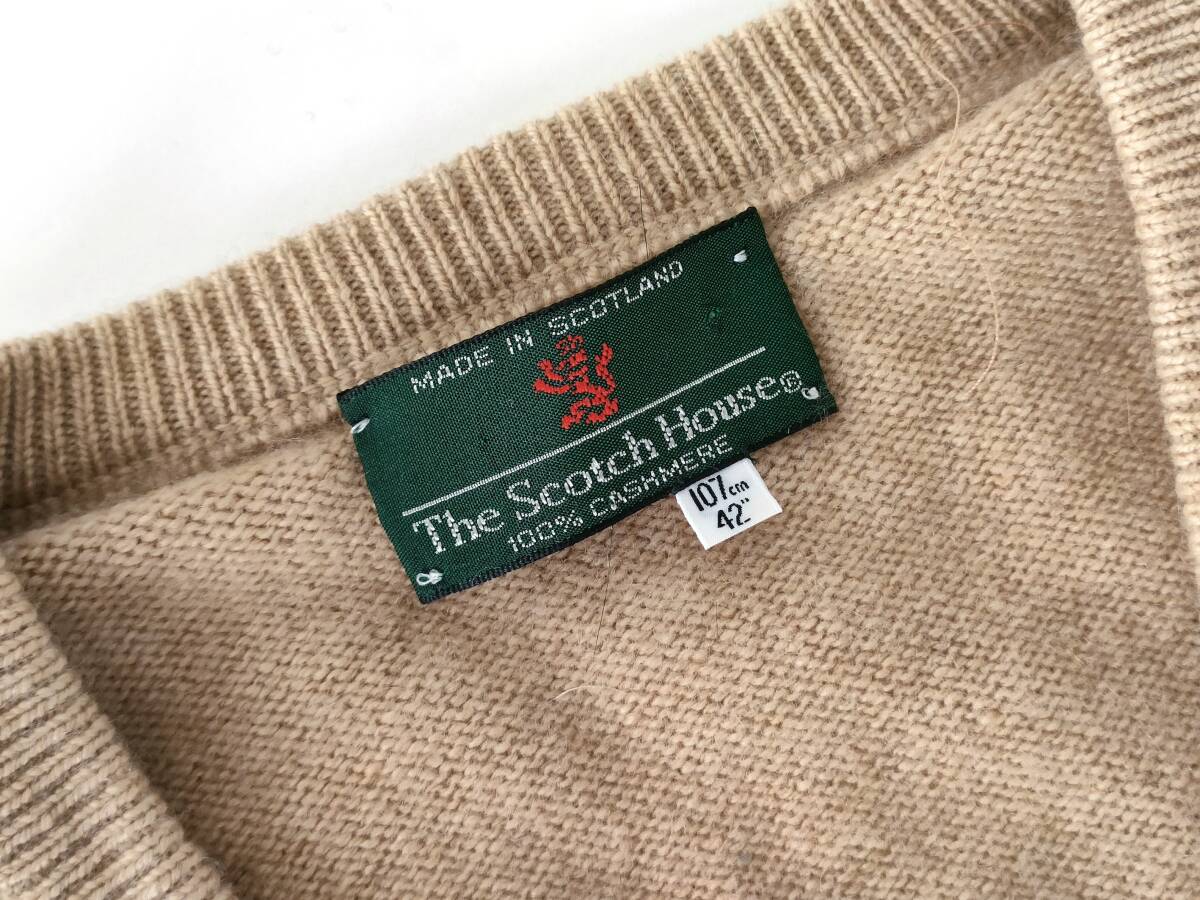 MADE IN SCOTLAND
The Scotch House®
100% CASHMERE
107cm
42"